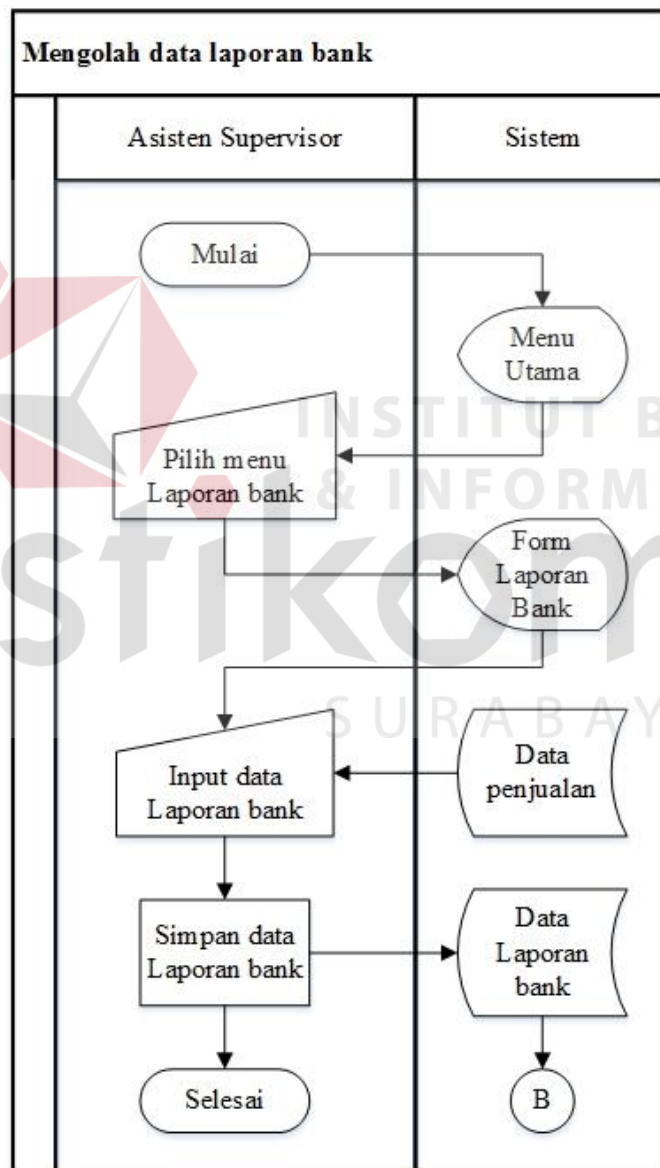 Mengolah data laporan bank
Asisten Supervisor
Sistem
Mulai
Menu
Utama
INSTITUT B
Pilih menu
Laporan bank
& INFORM
Form
Laporan
Bank
stikom
SURABAY
Input data
Laporan bank
Data
penjualan
Simpan data
Laporan bank
Data
Laporan
bank
Selesai
B